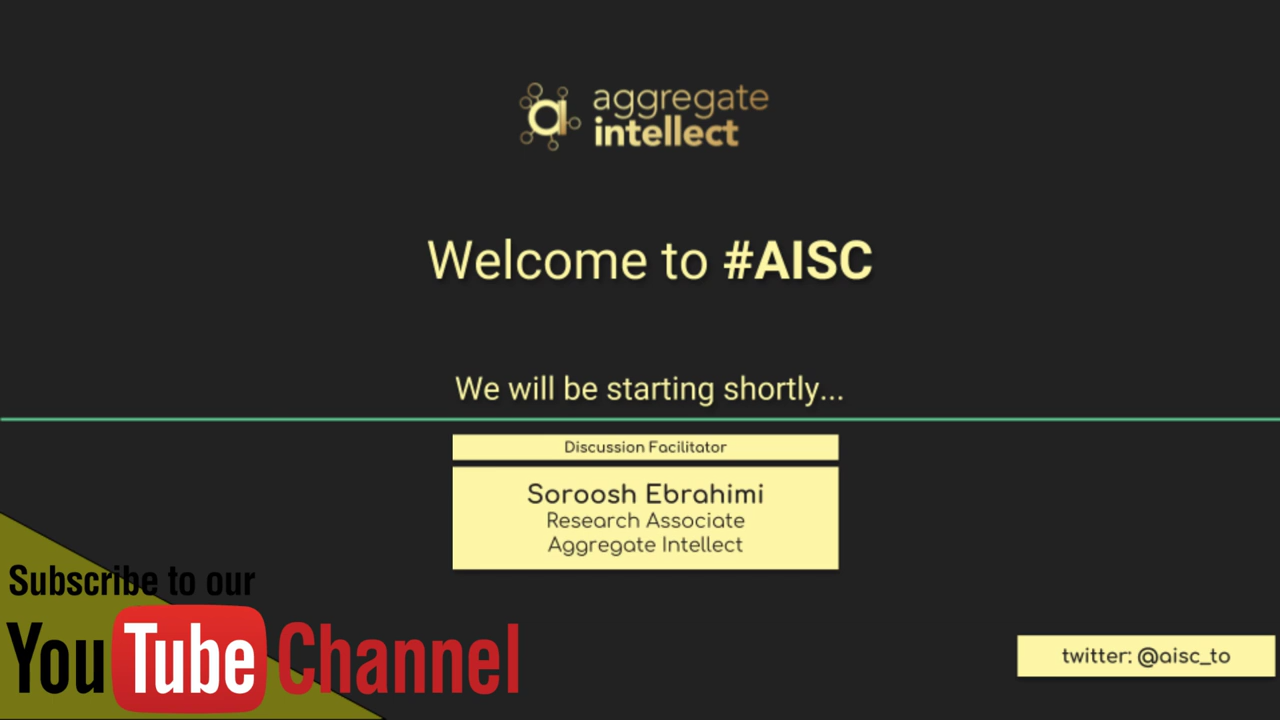 aggregate
intellect
Welcome to #AISC
We will be starting shortly...
Discussion Facilitator
Soroosh Ebrahimi
Research Associate
Aggregate Intellect
Subscribe to our
YouTube Channel
twitter: @aisc_to